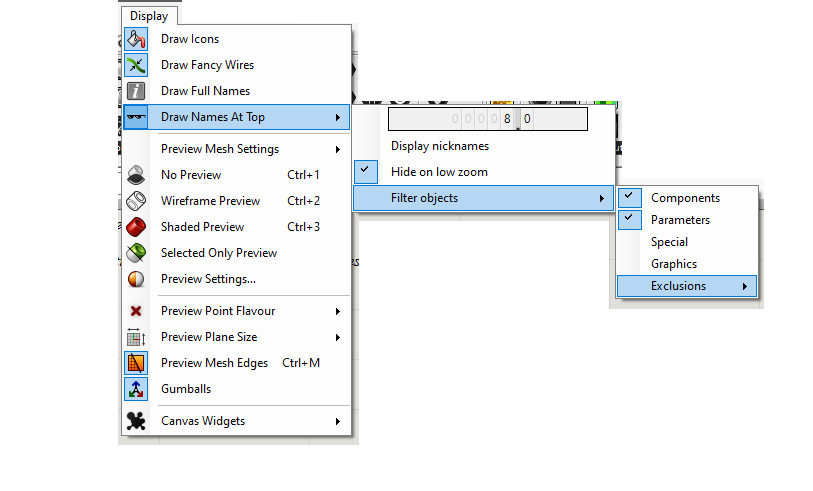 Display
Draw Icons
Draw Fancy Wires
Draw Full Names
Draw Names At Top
Preview Mesh Settings
No Preview Ctrl+1
Wireframe Preview Ctrl+2
Shaded Preview Ctrl+3
Selected Only Preview
Preview Settings...
Preview Point Flavour
Preview Plane Size
Preview Mesh Edges Ctrl+M
Gumballs
Canvas Widgets
0 0 0 0 8 . 0
Display nicknames
Hide on low zoom
Filter objects
Components
Parameters
Special
Graphics
Exclusions